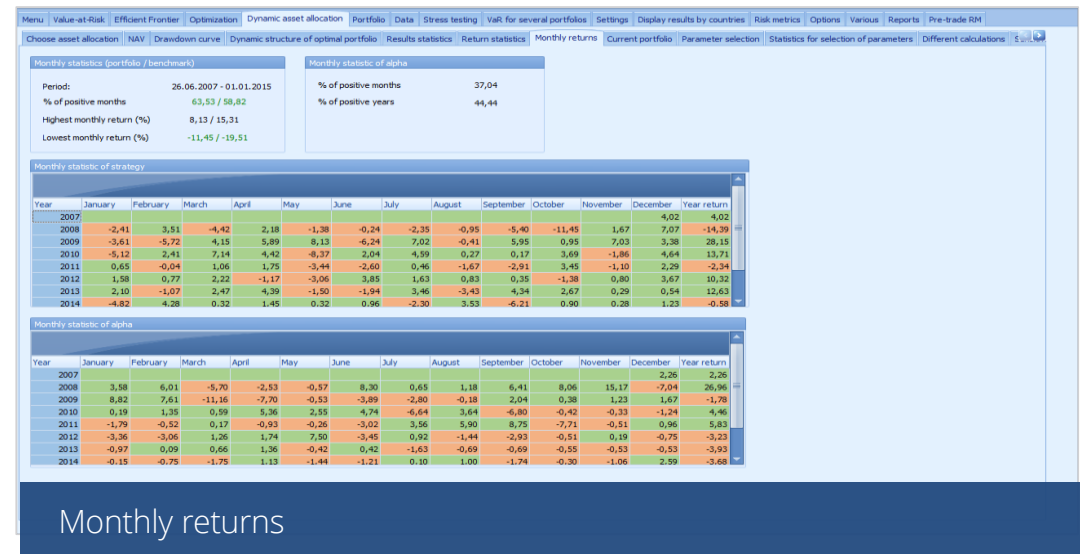 Menu Value-at-Risk Efficient Frontier Optimization Dynamic asset allocation Portfolio Data Stress testing VaR for several portfolios Settings Display results by countries Risk metrics Options Various Reports Pre-trade RM
Choose asset allocation NAV Drawdown curve Dynamic structure of optimal portfolio Results statistics Return statistics Monthly returns Current portfolio Parameter selection Statistics for selection of parameters Different calculations
Monthly statistics (portfolio / benchmark) Monthly statistic of alpha
Period: 26.06.2007 - 01.01.2015 % of positive months 37,04
% of positive months 63,53 / 58,82 % of positive years 44,44
Highest monthly return (%) 8,13 / 15,31
Lowest monthly return (%) -11,45 / -19,51
Monthly statistic of strategy
Year January February March April May June July August September October November December Year return
2007 4,02 4,02
2008 -2,41 3,51 -4,42 2,18 -1,38 -0,24 -2,35 -0,95 -5,40 -11,45 1,67 7,07 -14,39
2009 -3,61 -5,72 4,15 5,89 8,13 -6,24 7,02 -0,41 5,95 0,95 7,03 3,38 28,15
2010 -5,12 2,41 7,14 4,42 -8,37 2,04 4,59 0,27 0,17 3,69 -1,86 4,64 13,71
2011 0,65 -0,04 1,06 1,75 -3,44 -2,60 0,46 -1,67 -2,91 3,45 -1,10 2,29 -2,34
2012 1,58 0,77 2,22 -1,17 -3,06 3,85 1,63 0,83 0,35 -1,38 0,80 3,67 10,32
2013 2,10 -1,07 2,47 4,39 -1,50 -1,94 3,46 -3,43 4,34 2,67 0,29 0,54 12,63
2014 -4,82 4,28 0,32 1,45 0,32 0,96 -2,30 3,53 -6,21 0,90 0,28 1,23 -0,58
Monthly statistic of alpha
Year January February March April May June July August September October November December Year return
2007 2,26 2,26
2008 3,58 6,01 -5,70 -2,53 -0,57 8,30 0,65 1,18 6,41 8,06 15,17 -7,04 26,96
2009 8,82 7,61 -11,16 -7,70 -0,53 -3,89 -2,80 -0,18 2,04 0,38 1,23 1,67 -1,78
2010 0,19 1,35 0,59 5,36 2,55 4,74 -6,64 3,64 -6,80 -0,42 -0,33 -1,24 4,46
2011 -1,79 -0,52 0,17 -0,93 -0,26 -3,02 3,56 5,90 8,75 -7,71 -0,51 0,96 5,83
2012 -3,36 -3,06 1,26 1,74 7,50 -3,45 0,92 -1,44 -2,93 -0,51 0,19 -0,75 -3,23
2013 -0,97 0,09 0,66 1,36 -0,42 0,42 -1,63 -0,69 -0,69 -0,55 -0,53 -0,53 -3,93
2014 -0,15 -0,75 -1,75 1,13 -1,44 -1,21 0,10 1,00 -1,74 -0,30 -1,06 2,59 -3,68
Monthly returns